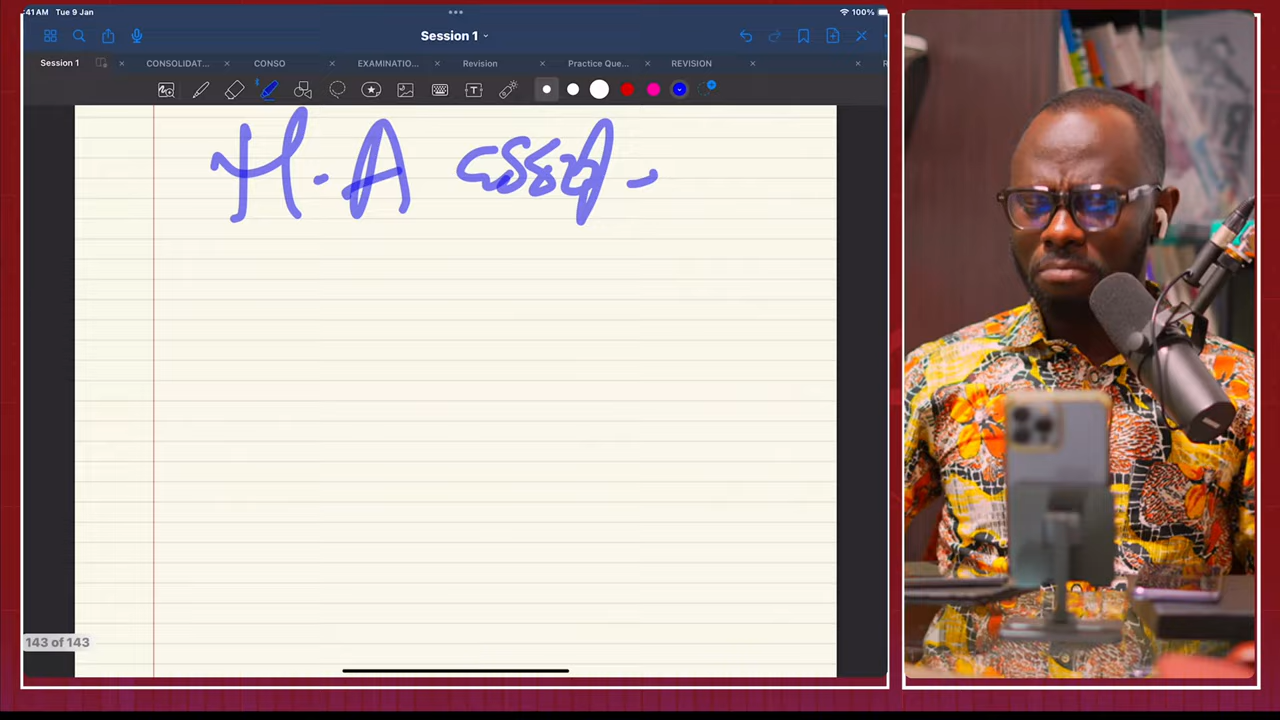 :41 AM Tue 9 Jan
100%
Session 1
Session 1
CONSOLIDAT...
CONSO
EXAMINATIO...
Revision
Practice Que...
REVISION
H.A
143 of 143